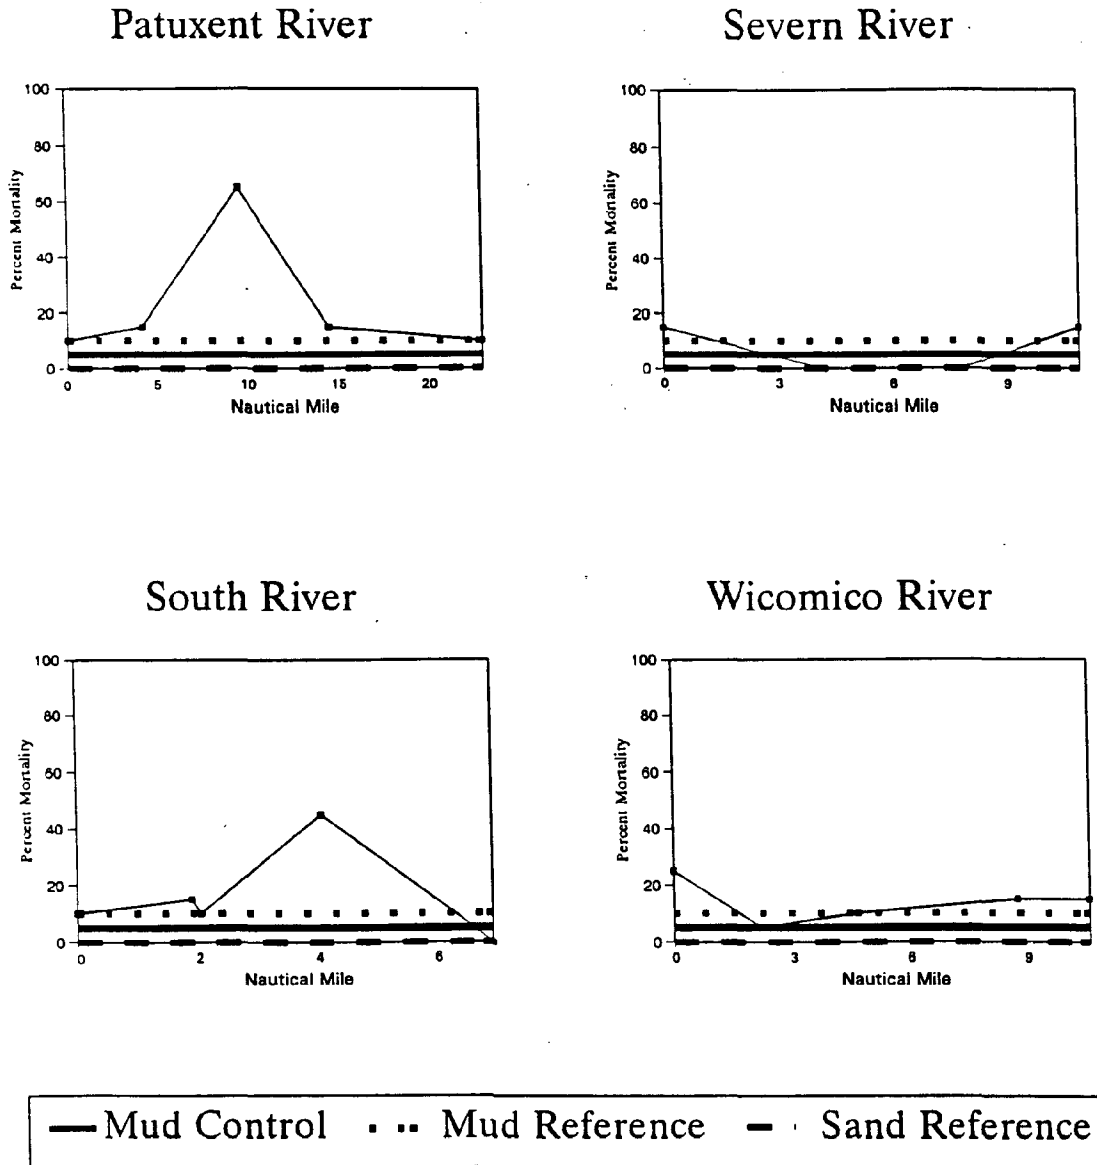 Patuxent River
Severn River
100
80
60
40
20
0
Percent Mortality
0 5 10 15 20
Nautical Mile
100
80
60
40
20
0
Percent Mortality
0 3 6 9
Nautical Mile
South River
Wicomico River
100
80
60
40
20
0
Percent Mortality
0 2 4 6
Nautical Mile
100
80
60
40
20
0
Percent Mortality
0 3 6 9
Nautical Mile
Mud Control Mud Reference Sand Reference